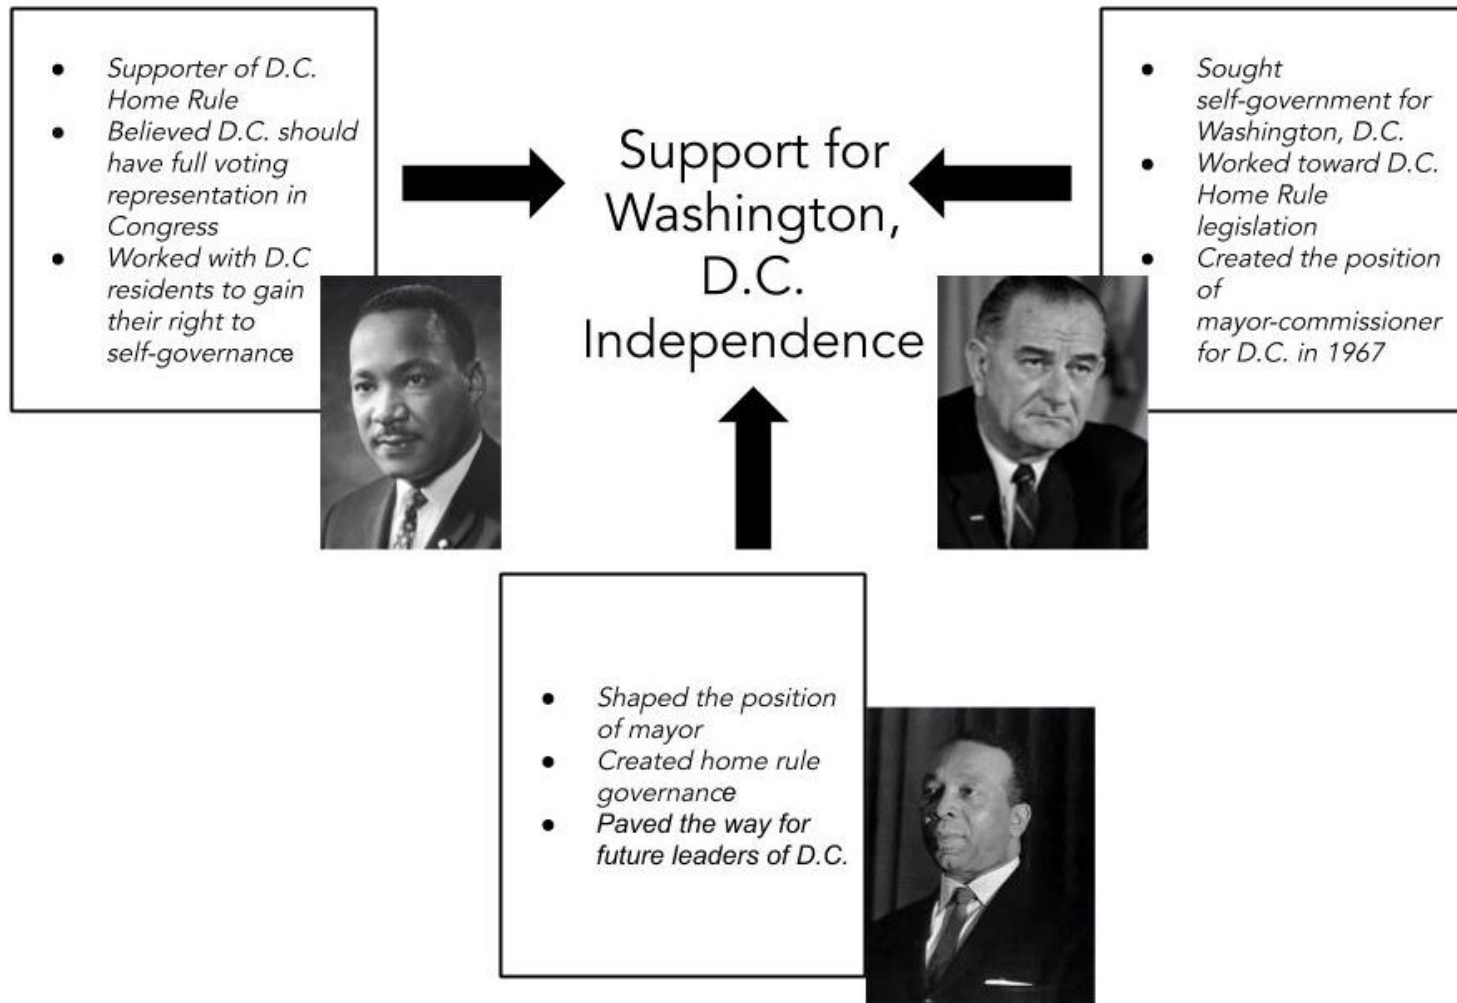 ● Supporter of D.C.
Home Rule
● Believed D.C. should
have full voting
representation in
Congress
● Worked with D.C
residents to gain
their right to
self-governance
Support for
Washington,
D.C.
Independence
● Sought
self-government for
Washington, D.C.
● Worked toward D.C.
Home Rule
legislation
● Created the position
of
mayor-commissioner
for D.C. in 1967
● Shaped the position
of mayor
● Created home rule
governance
● Paved the way for
future leaders of D.C.